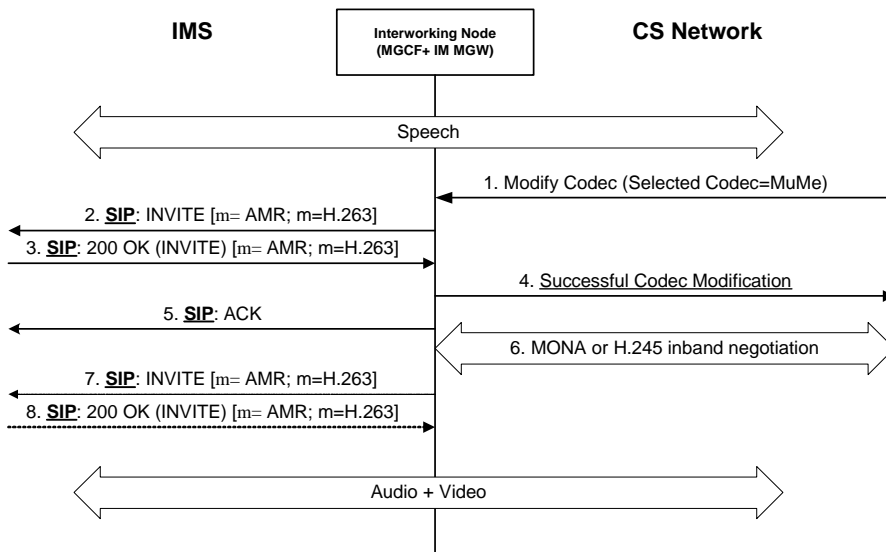 IMS
Interworking Node
(MGCF+ IM MGW)
CS Network
Speech
1. Modify Codec (Selected Codec=MuMe)
2. SIP: INVITE [m= AMR; m=H.263]
3. SIP: 200 OK (INVITE) [m= AMR; m=H.263]
4. Successful Codec Modification
5. SIP: ACK
6. MONA or H.245 inband negotiation
7. SIP: INVITE [m= AMR; m=H.263]
8. SIP: 200 OK (INVITE) [m= AMR; m=H.263]
Audio + Video